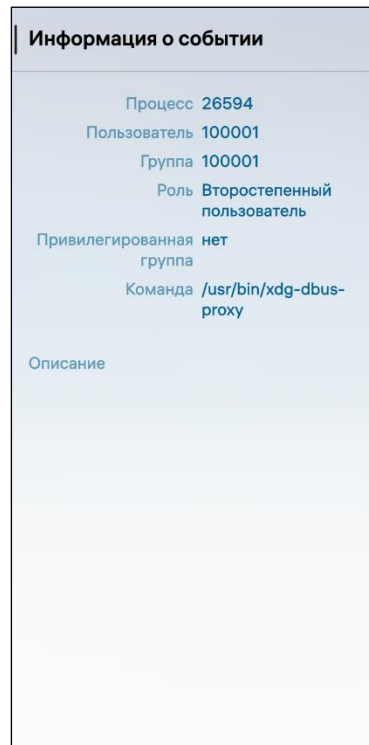 Информация о событии
Процесс 26594
Пользователь 100001
Группа 100001
Роль Второстепенный
пользователь
Привилегированная нет
группа
Команда /usr/bin/xdg-dbus-
proxy
Описание